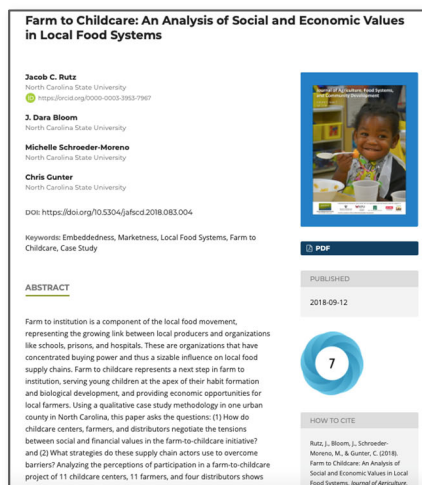 Farm to Childcare: An Analysis of Social and Economic Values
in Local Food Systems
Jacob C. Rutz
North Carolina State University
https://orcid.org/0000-0003-3953-7967
J. Dara Bloom
North Carolina State University
Michelle Schroeder-Moreno
North Carolina State University
Chris Gunter
North Carolina State University
DOI: https://doi.org/10.5304/jafscd.2018.083.004
Keywords: Embeddedness, Marketness, Local Food Systems, Farm to
Childcare, Case Study
ABSTRACT
Farm to institution is a component of the local food movement,
representing the growing link between local producers and organizations
like schools, prisons, and hospitals. These are organizations that have
concentrated buying power and thus a sizable influence on local food
supply chains. Farm to childcare represents a next step in farm to
institution, serving young children at the apex of their habit formation
and biological development, and providing economic opportunities for
local farmers. Using a qualitative case study methodology in one urban
county in North Carolina, this paper asks the questions: (1) How do
childcare centers, farmers, and distributors negotiate the tensions
between social and financial values in the farm-to-childcare initiative?
and (2) What strategies do these supply chain actors use to overcome
barriers? Analyzing the perceptions of participation in a farm-to-childcare
project of 11 childcare centers, 11 farmers, and four distributors shows
Journal of Agriculture, Food Systems,
and Community Development
PDF
PUBLISHED
2018-09-12
7
HOW TO CITE
Rutz, J., Bloom, J., Schroeder-
Moreno, M., & Gunter, C. (2018).
Farm to Childcare: An Analysis of
Social and Economic Values in Local
Food Systems. Journal of Agriculture,